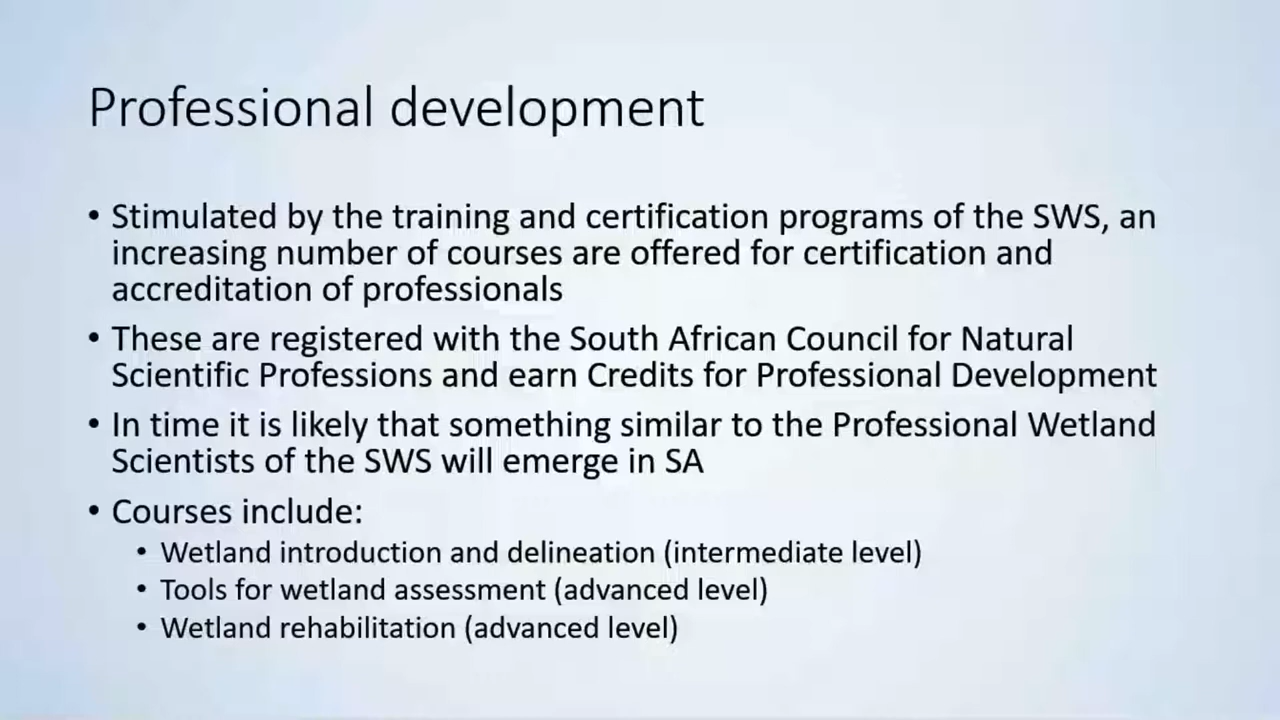 Professional development
• Stimulated by the training and certification programs of the SWS, an
increasing number of courses are offered for certification and
accreditation of professionals
• These are registered with the South African Council for Natural
Scientific Professions and earn Credits for Professional Development
• In time it is likely that something similar to the Professional Wetland
Scientists of the SWS will emerge in SA
• Courses include:
• Wetland introduction and delineation (intermediate level)
• Tools for wetland assessment (advanced level)
• Wetland rehabilitation (advanced level)